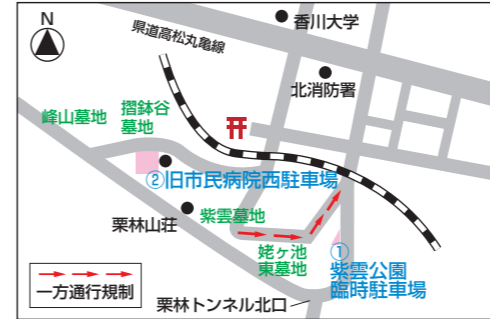 N
香川大学
県道高松丸亀線
北消防署
峰山墓地
摺鉢谷
墓地
②旧市民病院西駐車場
紫雲墓地
栗林山荘
姥ヶ池
東墓地
①
紫雲公園
臨時駐車場
一方通行規制
栗林トンネル北口